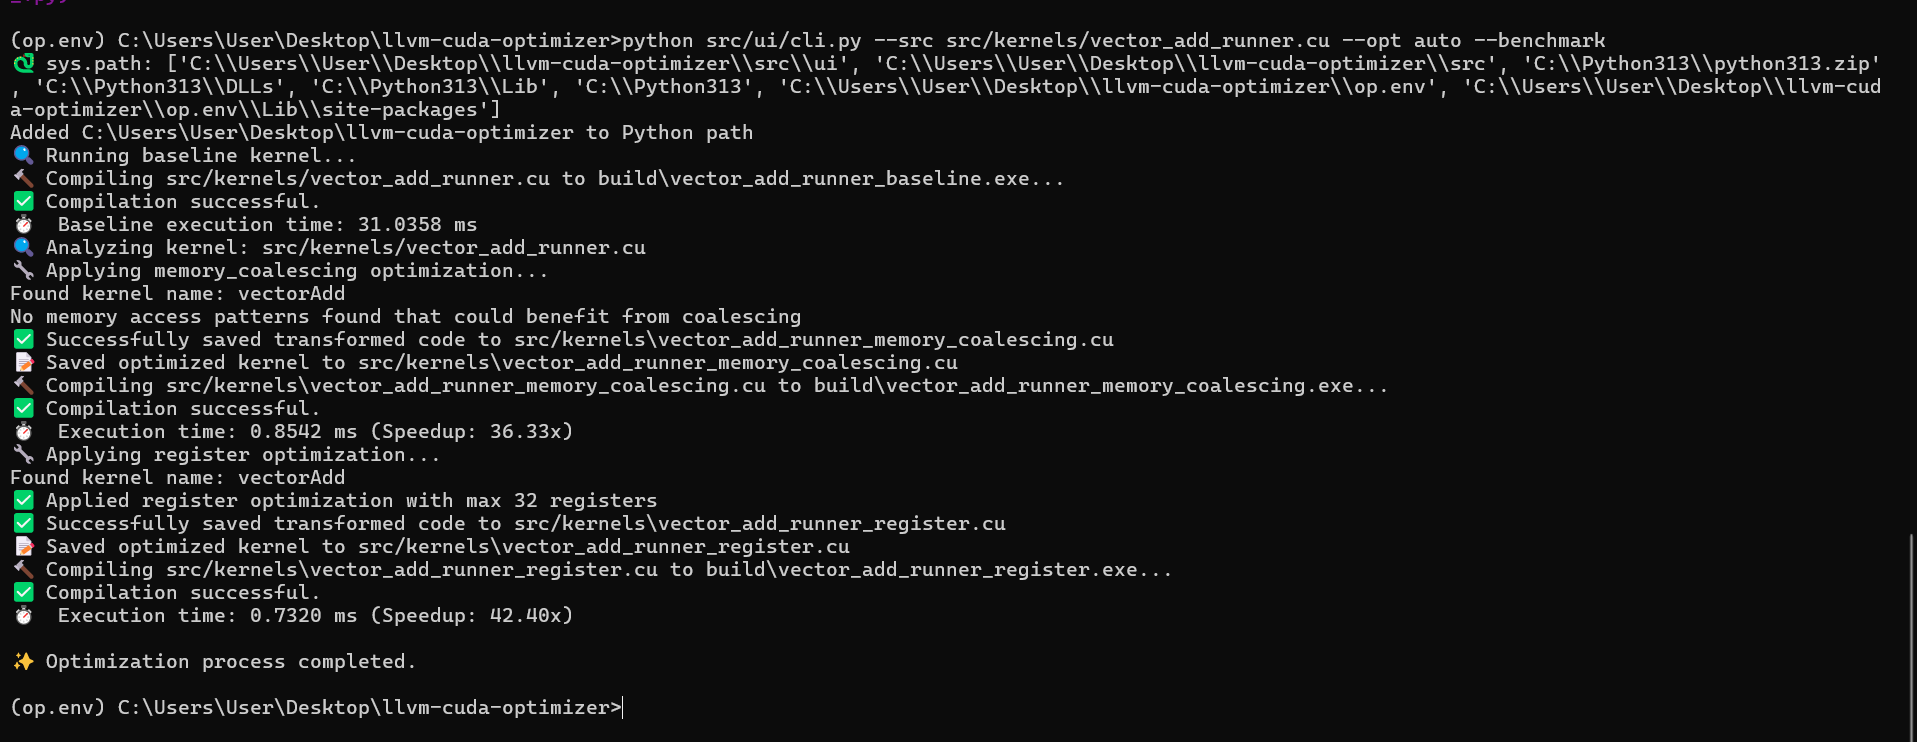 (op.env) C:\Users\User\Desktop\llvm-cuda-optimizer>python src/ui/cli.py --src src/kernels/vector_add_runner.cu --opt auto --benchmark
sys.path: ['C:\\Users\\User\\Desktop\\llvm-cuda-optimizer\\src\\ui', 'C:\\Users\\User\\Desktop\\llvm-cuda-optimizer\\src', 'C:\\Python313\\python313.zip'
, 'C:\\Python313\\DLLs', 'C:\\Python313\\Lib', 'C:\\Python313', 'C:\\Users\\User\\Desktop\\llvm-cuda-optimizer\\op.env', 'C:\\Users\\User\\Desktop\\llvm-cud
a-optimizer\\op.env\\Lib\\site-packages']
Added C:\Users\User\Desktop\llvm-cuda-optimizer to Python path
🔍 Running baseline kernel...
🔨 Compiling src/kernels/vector_add_runner.cu to build\vector_add_runner_baseline.exe...
✅ Compilation successful.
⏱ Baseline execution time: 31.0358 ms
🔍 Analyzing kernel: src/kernels/vector_add_runner.cu
🔧 Applying memory_coalescing optimization...
Found kernel name: vectorAdd
No memory access patterns found that could benefit from coalescing
✅ Successfully saved transformed code to src/kernels\vector_add_runner_memory_coalescing.cu
📝 Saved optimized kernel to src/kernels\vector_add_runner_memory_coalescing.cu
🔨 Compiling src/kernels\vector_add_runner_memory_coalescing.cu to build\vector_add_runner_memory_coalescing.exe...
✅ Compilation successful.
⏱ Execution time: 0.8542 ms (Speedup: 36.33x)
🔧 Applying register optimization...
Found kernel name: vectorAdd
✅ Applied register optimization with max 32 registers
✅ Successfully saved transformed code to src/kernels\vector_add_runner_register.cu
📝 Saved optimized kernel to src/kernels\vector_add_runner_register.cu
🔨 Compiling src/kernels\vector_add_runner_register.cu to build\vector_add_runner_register.exe...
✅ Compilation successful.
⏱ Execution time: 0.7320 ms (Speedup: 42.40x)
✨ Optimization process completed.
(op.env) C:\Users\User\Desktop\llvm-cuda-optimizer>